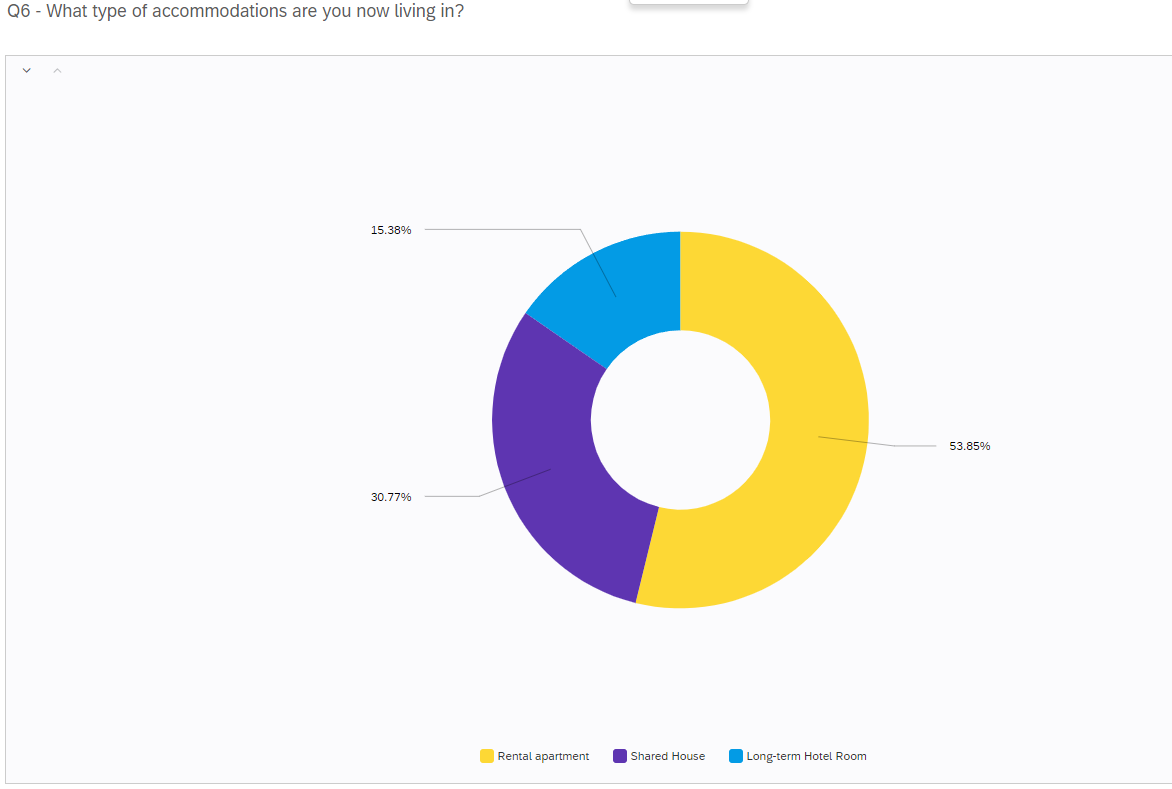 Q6 - What type of accommodations are you now living in?
15.38%
53.85%
30.77%
Rental apartment Shared House Long-term Hotel Room